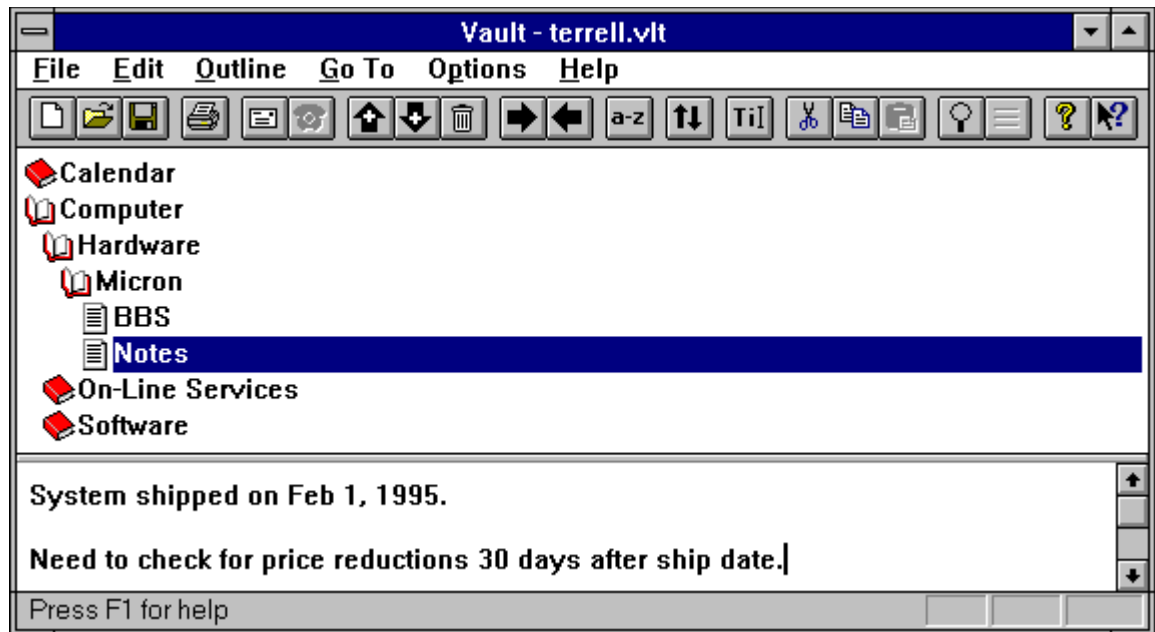 Vault - terrell.vlt
File Edit Outline Go To Options Help
a-z TiI ? ?
Calendar
Computer
Hardware
Micron
BBS
Notes
On-Line Services
Software
System shipped on Feb 1, 1995.
Need to check for price reductions 30 days after ship date.
Press F1 for help